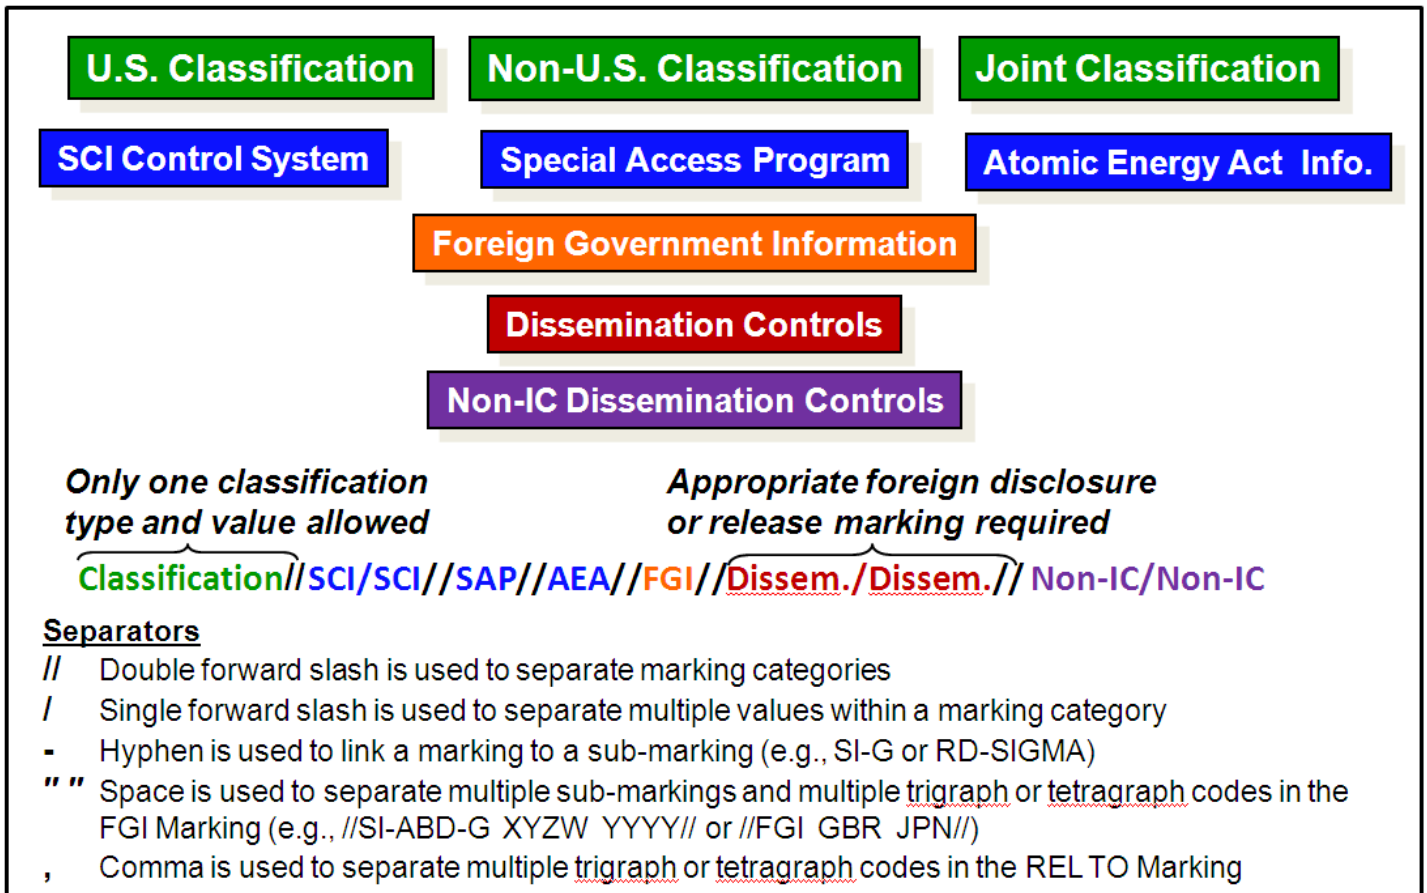 U.S. Classification
Non-U.S. Classification
Joint Classification
SCI Control System
Special Access Program
Atomic Energy Act Info.
Foreign Government Information
Dissemination Controls
Non-IC Dissemination Controls
Only one classification
type and value allowed
Appropriate foreign disclosure
or release marking required
Classification//SCI/SCI//SAP//AEA//FGI//Dissem./Dissem.// Non-IC/Non-IC
Separators
// Double forward slash is used to separate marking categories
/ Single forward slash is used to separate multiple values within a marking category
- Hyphen is used to link a marking to a sub-marking (e.g., SI-G or RD-SIGMA)
" " Space is used to separate multiple sub-markings and multiple trigraph or tetragraph codes in the
FGI Marking (e.g., //SI-ABD-G XYZW YYYY// or //FGI GBR JPN//)
, Comma is used to separate multiple trigraph or tetragraph codes in the REL TO Marking